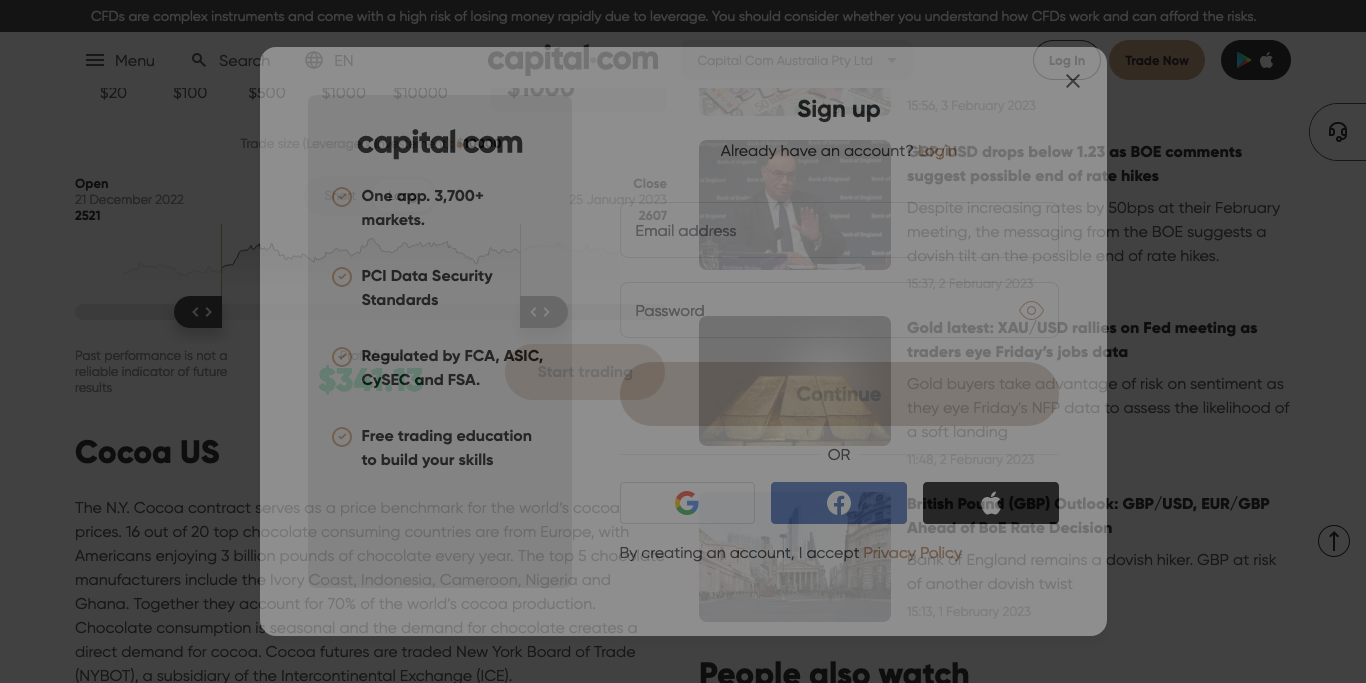 CFDs are complex instruments and come with a high risk of losing money rapidly due to leverage. You should consider whether you understand how CFDs work and can afford the risks.
Menu
Search
EN
capital.com
Capital Com Australia Pty Ltd
Log In
Trade Now
$20
$100
$500
$1000
$10000
$1000
Trade size (Leverage
Open
21 December 2022
2521
Close
25 January 2023
2607
Past performance is not a
reliable indicator of future
results
$341.13
Start trading
Cocoa US
The N.Y. Cocoa contract serves as a price benchmark for the world's cocoa
prices. 16 out of 20 top chocolate consuming countries are from Europe, with
Americans enjoying 3 billion pounds of chocolate every year. The top 5 chocolate
manufacturers include the Ivory Coast, Indonesia, Cameroon, Nigeria and
Ghana. Together they account for 70% of the world's cocoa production.
Chocolate consumption is seasonal and the demand for chocolate creates a
direct demand for cocoa. Cocoa futures are traded New York Board of Trade
(NYBOT), a subsidiary of the Intercontinental Exchange (ICE).
capital.com
One app. 3,700+
markets.
PCI Data Security
Standards
Regulated by FCA, ASIC,
CySEC and FSA.
Free trading education
to build your skills
Sign up
Already have an account? Login
Email address
Password
Continue
OR
By creating an account, I accept Privacy Policy
15:56, 3 February 2023
GBP/USD drops below 1.23 as BOE comments
suggest possible end of rate hikes
Despite increasing rates by 50bps at their February
meeting, the messaging from the BOE suggests a
dovish tilt an the possible end of rate hikes.
15:37, 2 February 2023
Gold latest: XAU/USD rallies on Fed meeting as
traders eye Friday's jobs data
Gold buyers take advantage of risk on sentiment as
they eye Friday's NFP data to assess the likelihood of
a soft landing
11:48, 2 February 2023
British Pound (GBP) Outlook: GBP/USD, EUR/GBP
Ahead of BoE Rate Decision
Bank of England remains a dovish hiker. GBP at risk
of another dovish twist
15:13, 1 February 2023
People also watch